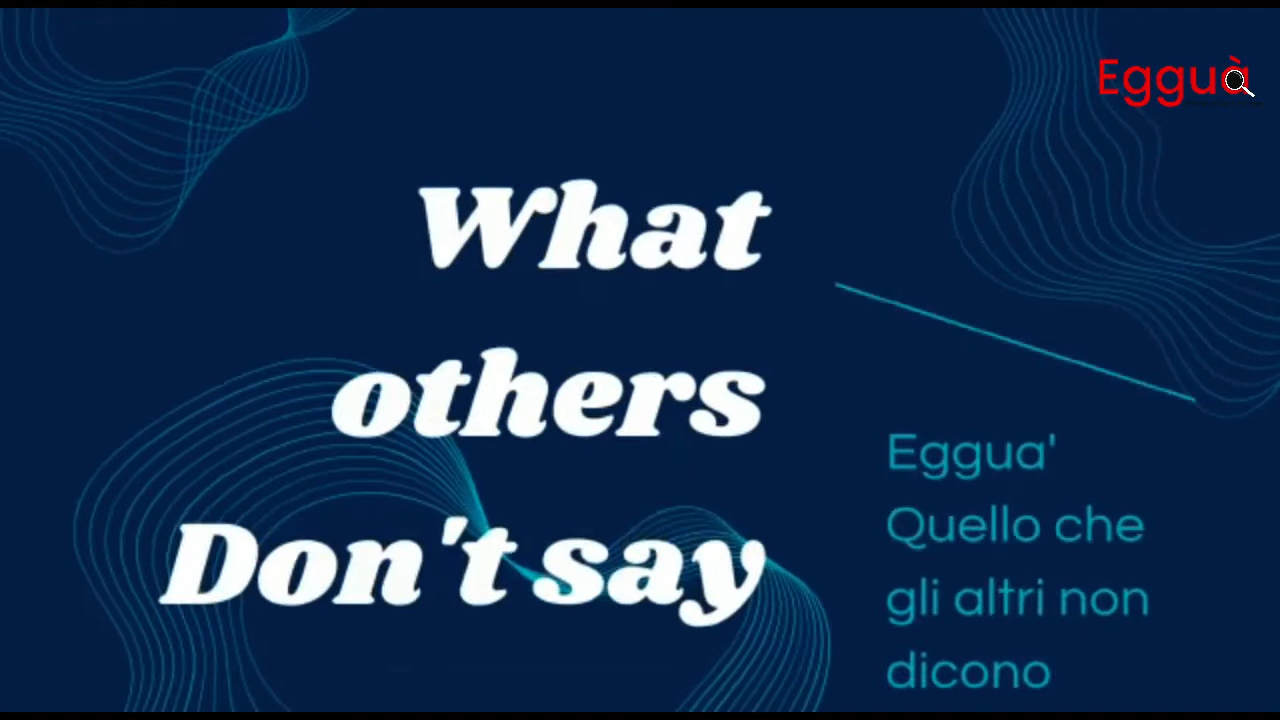 Egguà
What
others
Don't say
Eggua'
Quello che
gli altri non
dicono